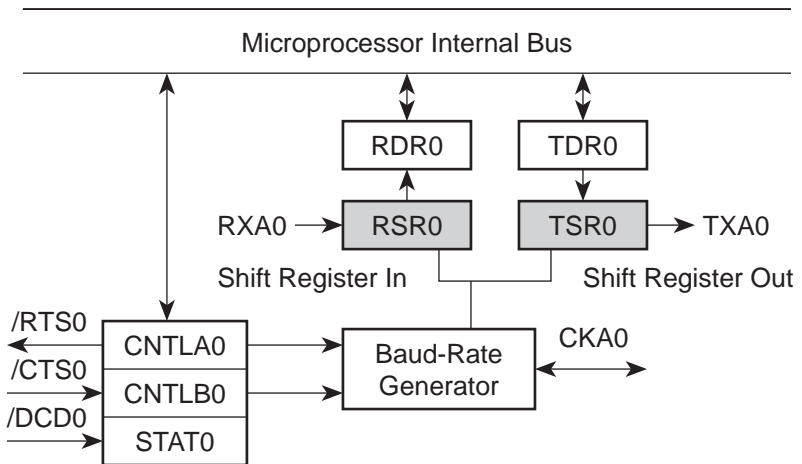 Microprocessor Internal Bus
RDR0
TDR0
RXA0
RSR0
TSR0
TXA0
Shift Register In
Shift Register Out
/RTS0
CNTLA0
Baud-Rate
Generator
CKA0
/CTS0
CNTLB0
/DCD0
STAT0